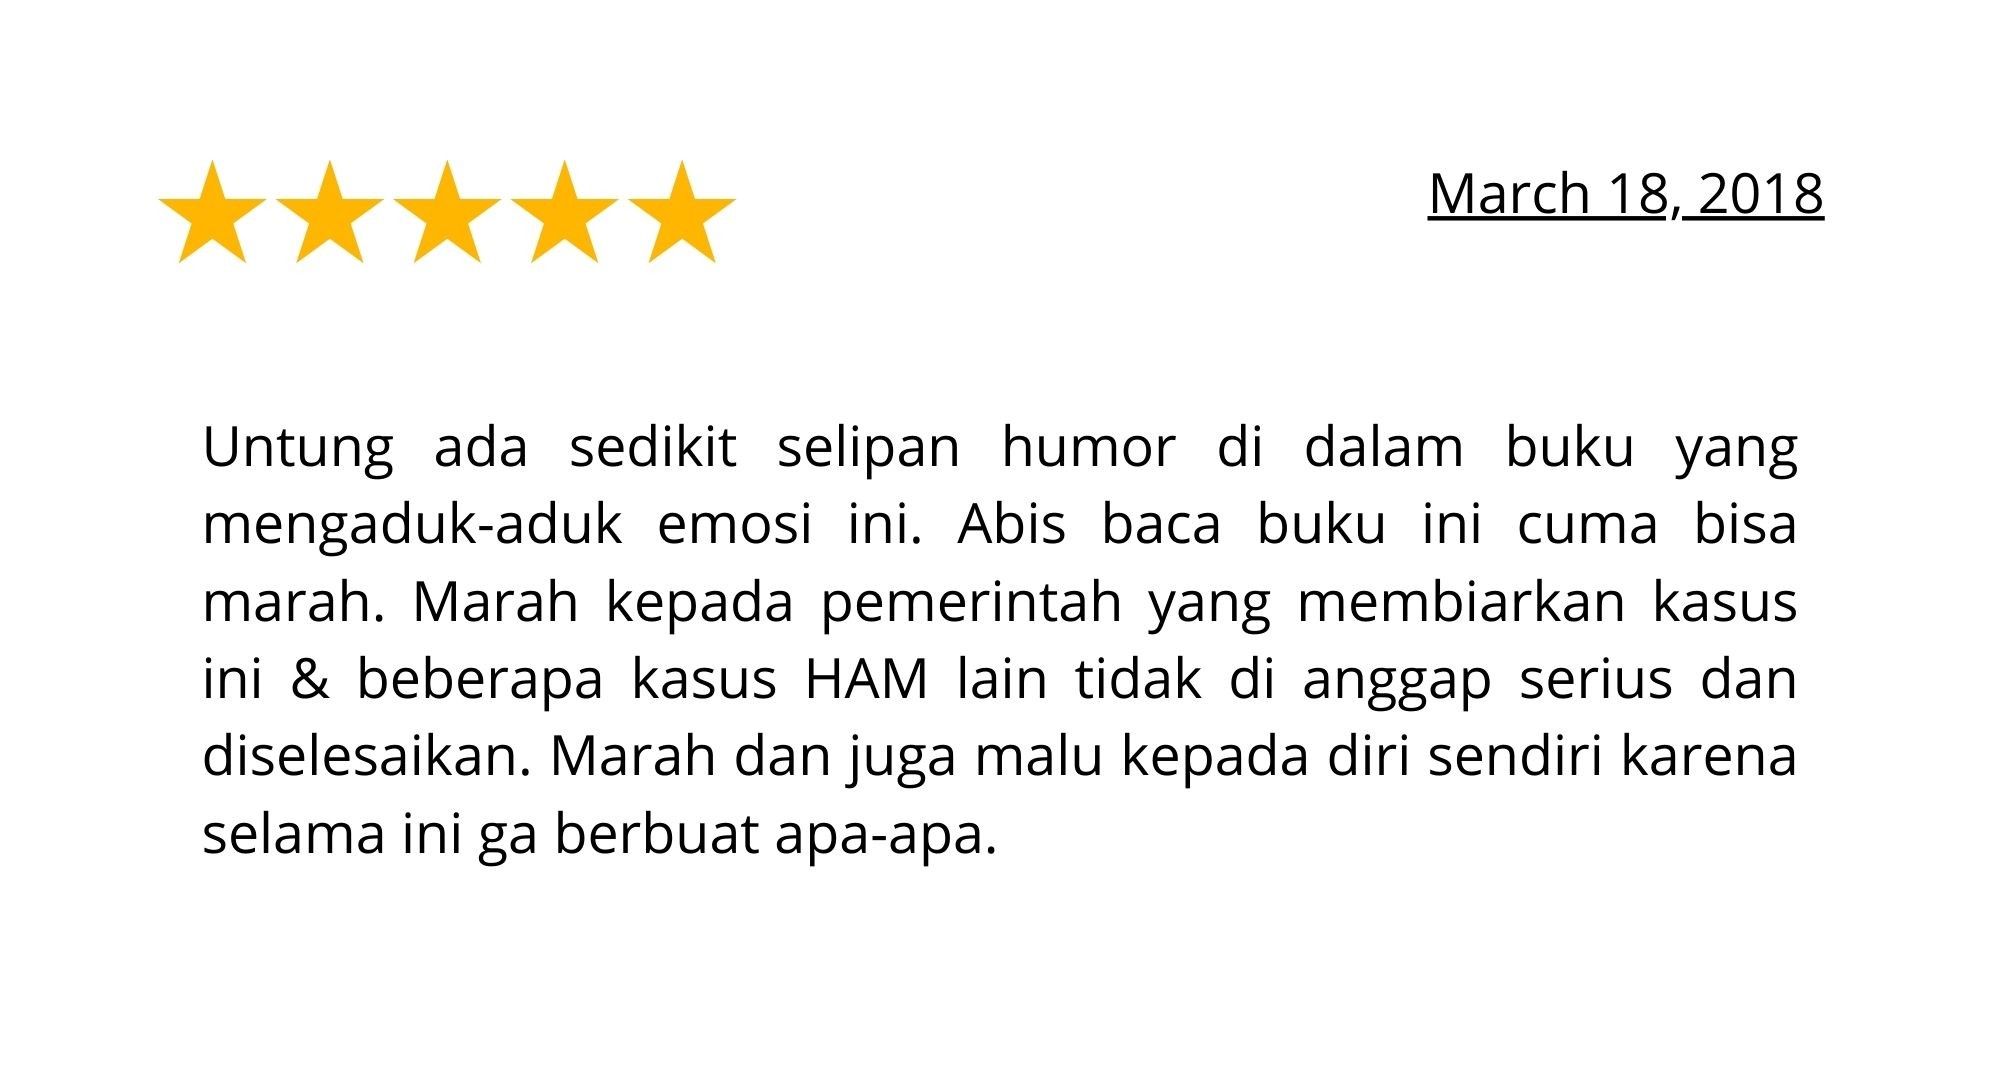 March 18, 2018
Untung ada sedikit selipan humor di dalam buku yang
mengaduk-aduk emosi ini. Abis baca buku ini cuma bisa
marah. Marah kepada pemerintah yang membiarkan kasus
ini & beberapa kasus HAM lain tidak di anggap serius dan
diselesaikan. Marah dan juga malu kepada diri sendiri karena
selama ini ga berbuat apa-apa.